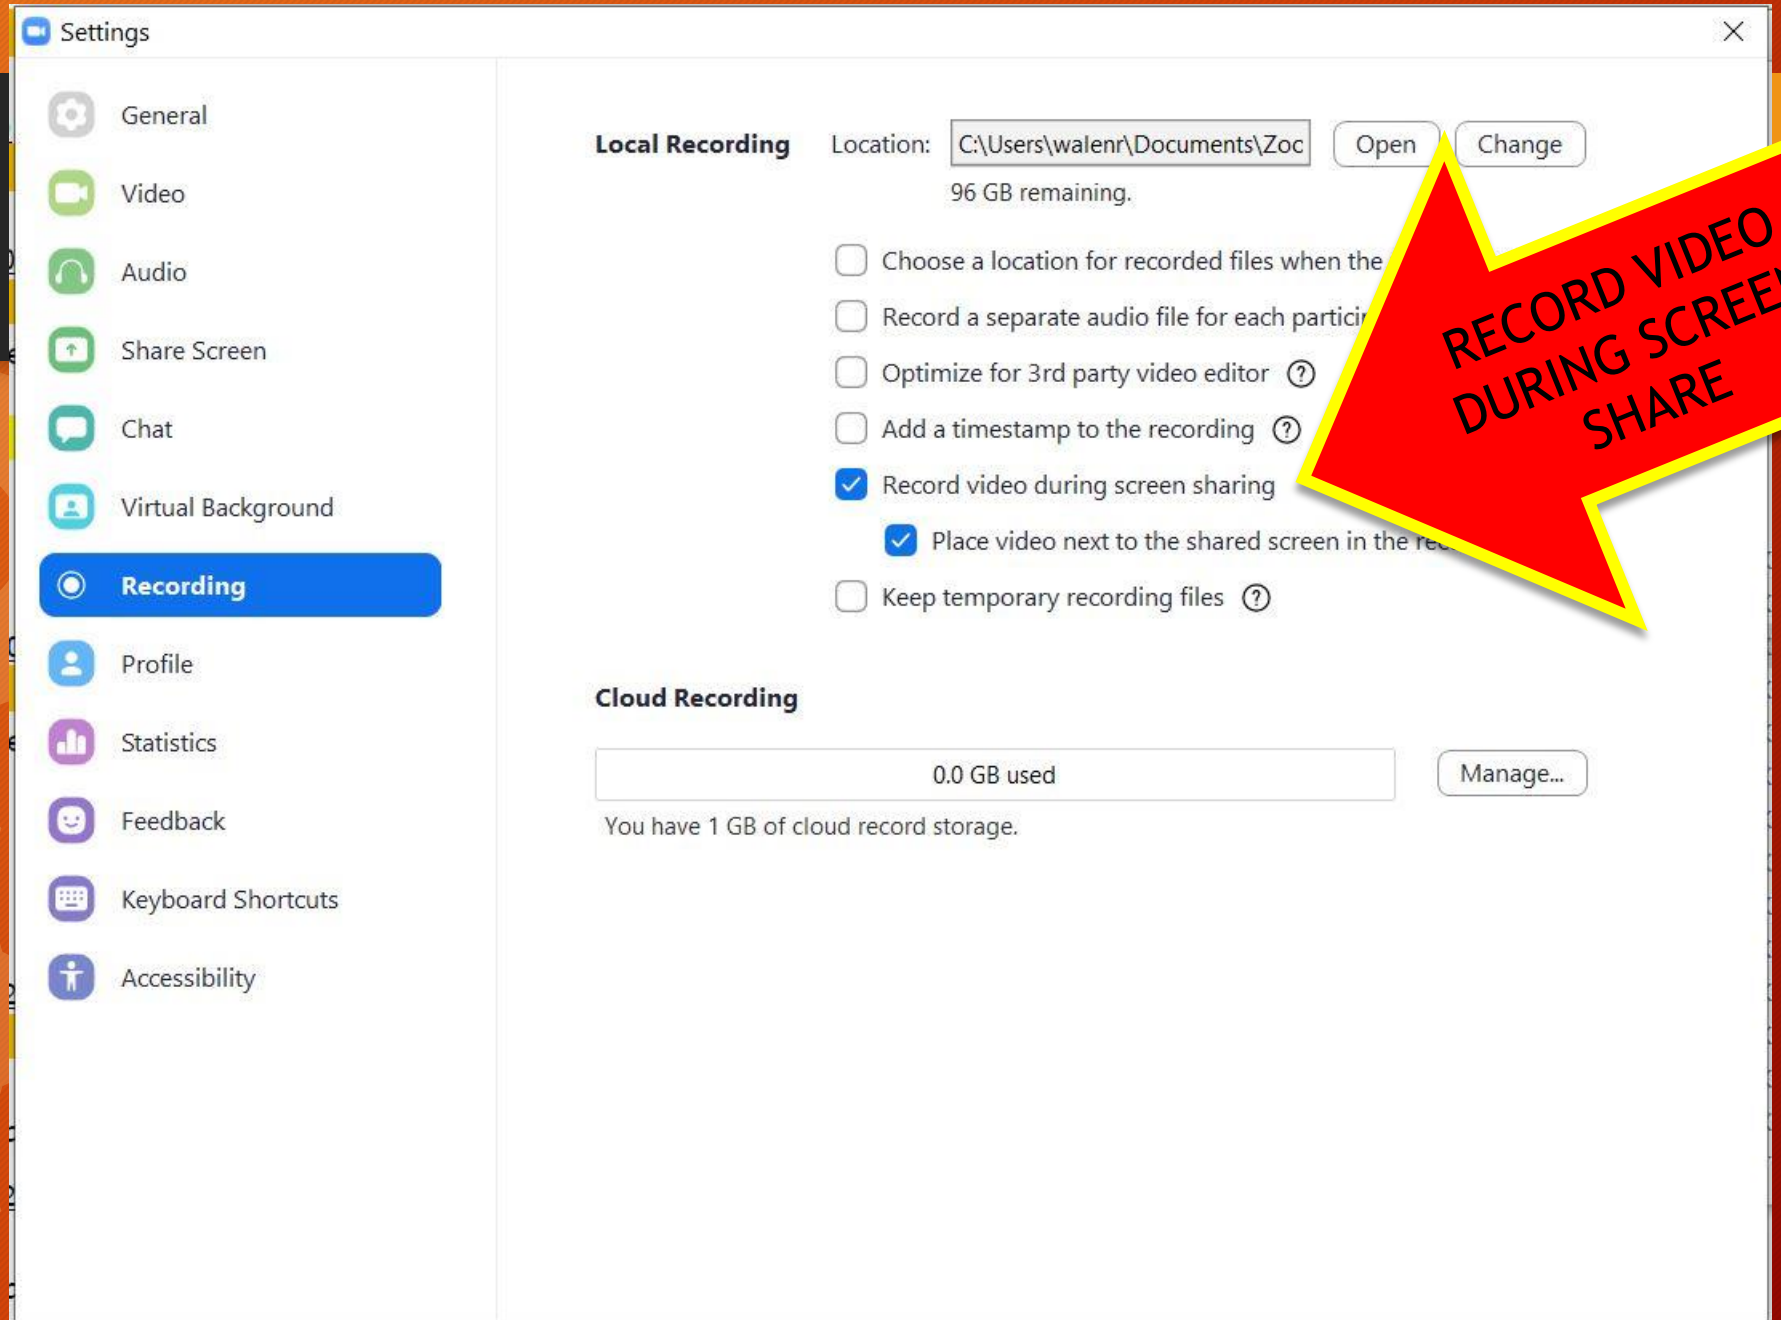 Settings
General
Video
Audio
Share Screen
Chat
Virtual Background
Recording
Profile
Statistics
Feedback
Keyboard Shortcuts
Accessibility
Local Recording Location: C:\Users\walenr\Documents\Zoc Open Change
96 GB remaining.
Choose a location for recorded files when the
Record a separate audio file for each
Optimize for 3rd party video editor ?
Add a timestamp to the recording ?
Record video during screen sharing
Place video next to the shared screen in the
Keep temporary recording files ?
Cloud Recording
0.0 GB used Manage...
You have 1 GB of cloud record storage.
RECORD VIDEO
DURING SCREEN
SHARE